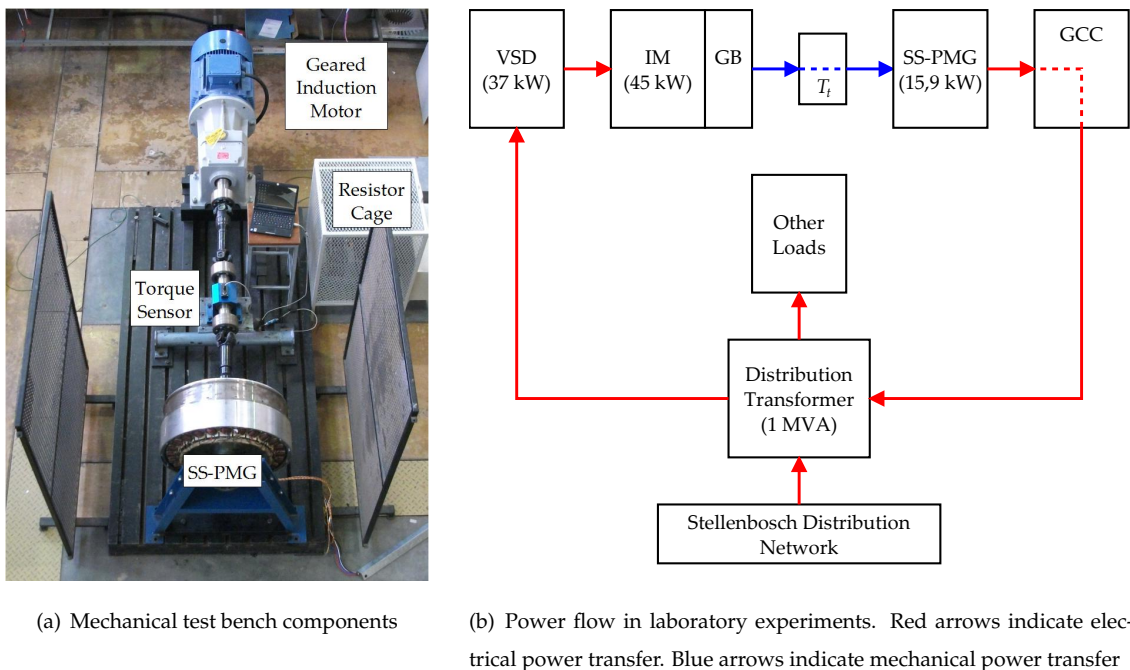 Geared
Induction
Motor
Resistor
Cage
Torque
Sensor
SS-PMG
(a) Mechanical test bench components
VSD
(37 kW)
IM
(45 kW)
GB
T_t
SS-PMG
(15,9 kW)
GCC
Other
Loads
Distribution
Transformer
(1 MVA)
Stellenbosch Distribution
Network
(b) Power flow in laboratory experiments. Red arrows indicate elec-
trical power transfer. Blue arrows indicate mechanical power transfer